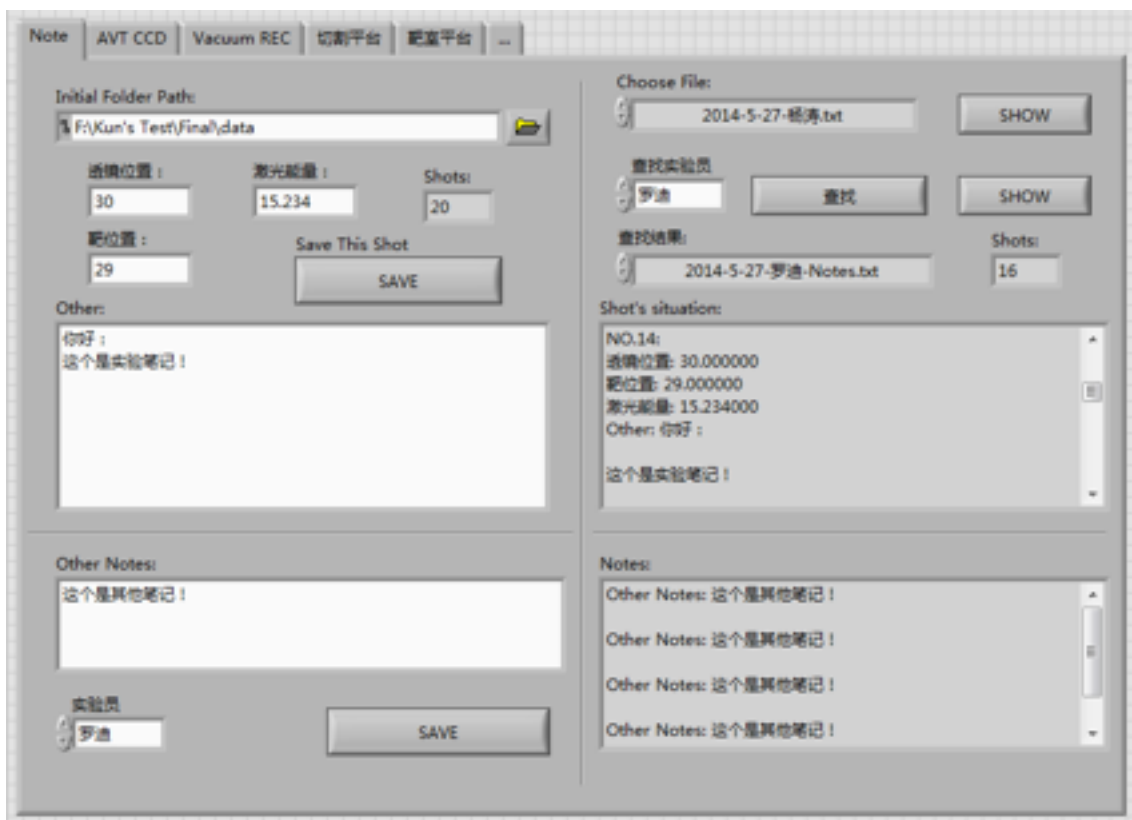 Note
AVT CCD
Vacuum REC
切割平台
靶室平台
...
Initial Folder Path:
F:\Kun's Test\Final\data
透镜位置：
激光能量：
Shots:
30
15.234
20
靶位置：
Save This Shot
29
SAVE
Other:
你好：
这个是实验笔记！
Other Notes:
这个是其他笔记！
实验员
罗迪
SAVE
Choose File:
2014-5-27-杨涛.txt
SHOW
查找实验员
罗迪
查找
SHOW
查找结果:
Shots:
2014-5-27-罗迪-Notes.txt
16
Shot's situation:
NO.14:
透镜位置: 30.000000
靶位置: 29.000000
激光能量: 15.234000
Other: 你好：
这个是实验笔记！
Notes:
Other Notes: 这个是其他笔记！
Other Notes: 这个是其他笔记！
Other Notes: 这个是其他笔记！
Other Notes: 这个是其他笔记！